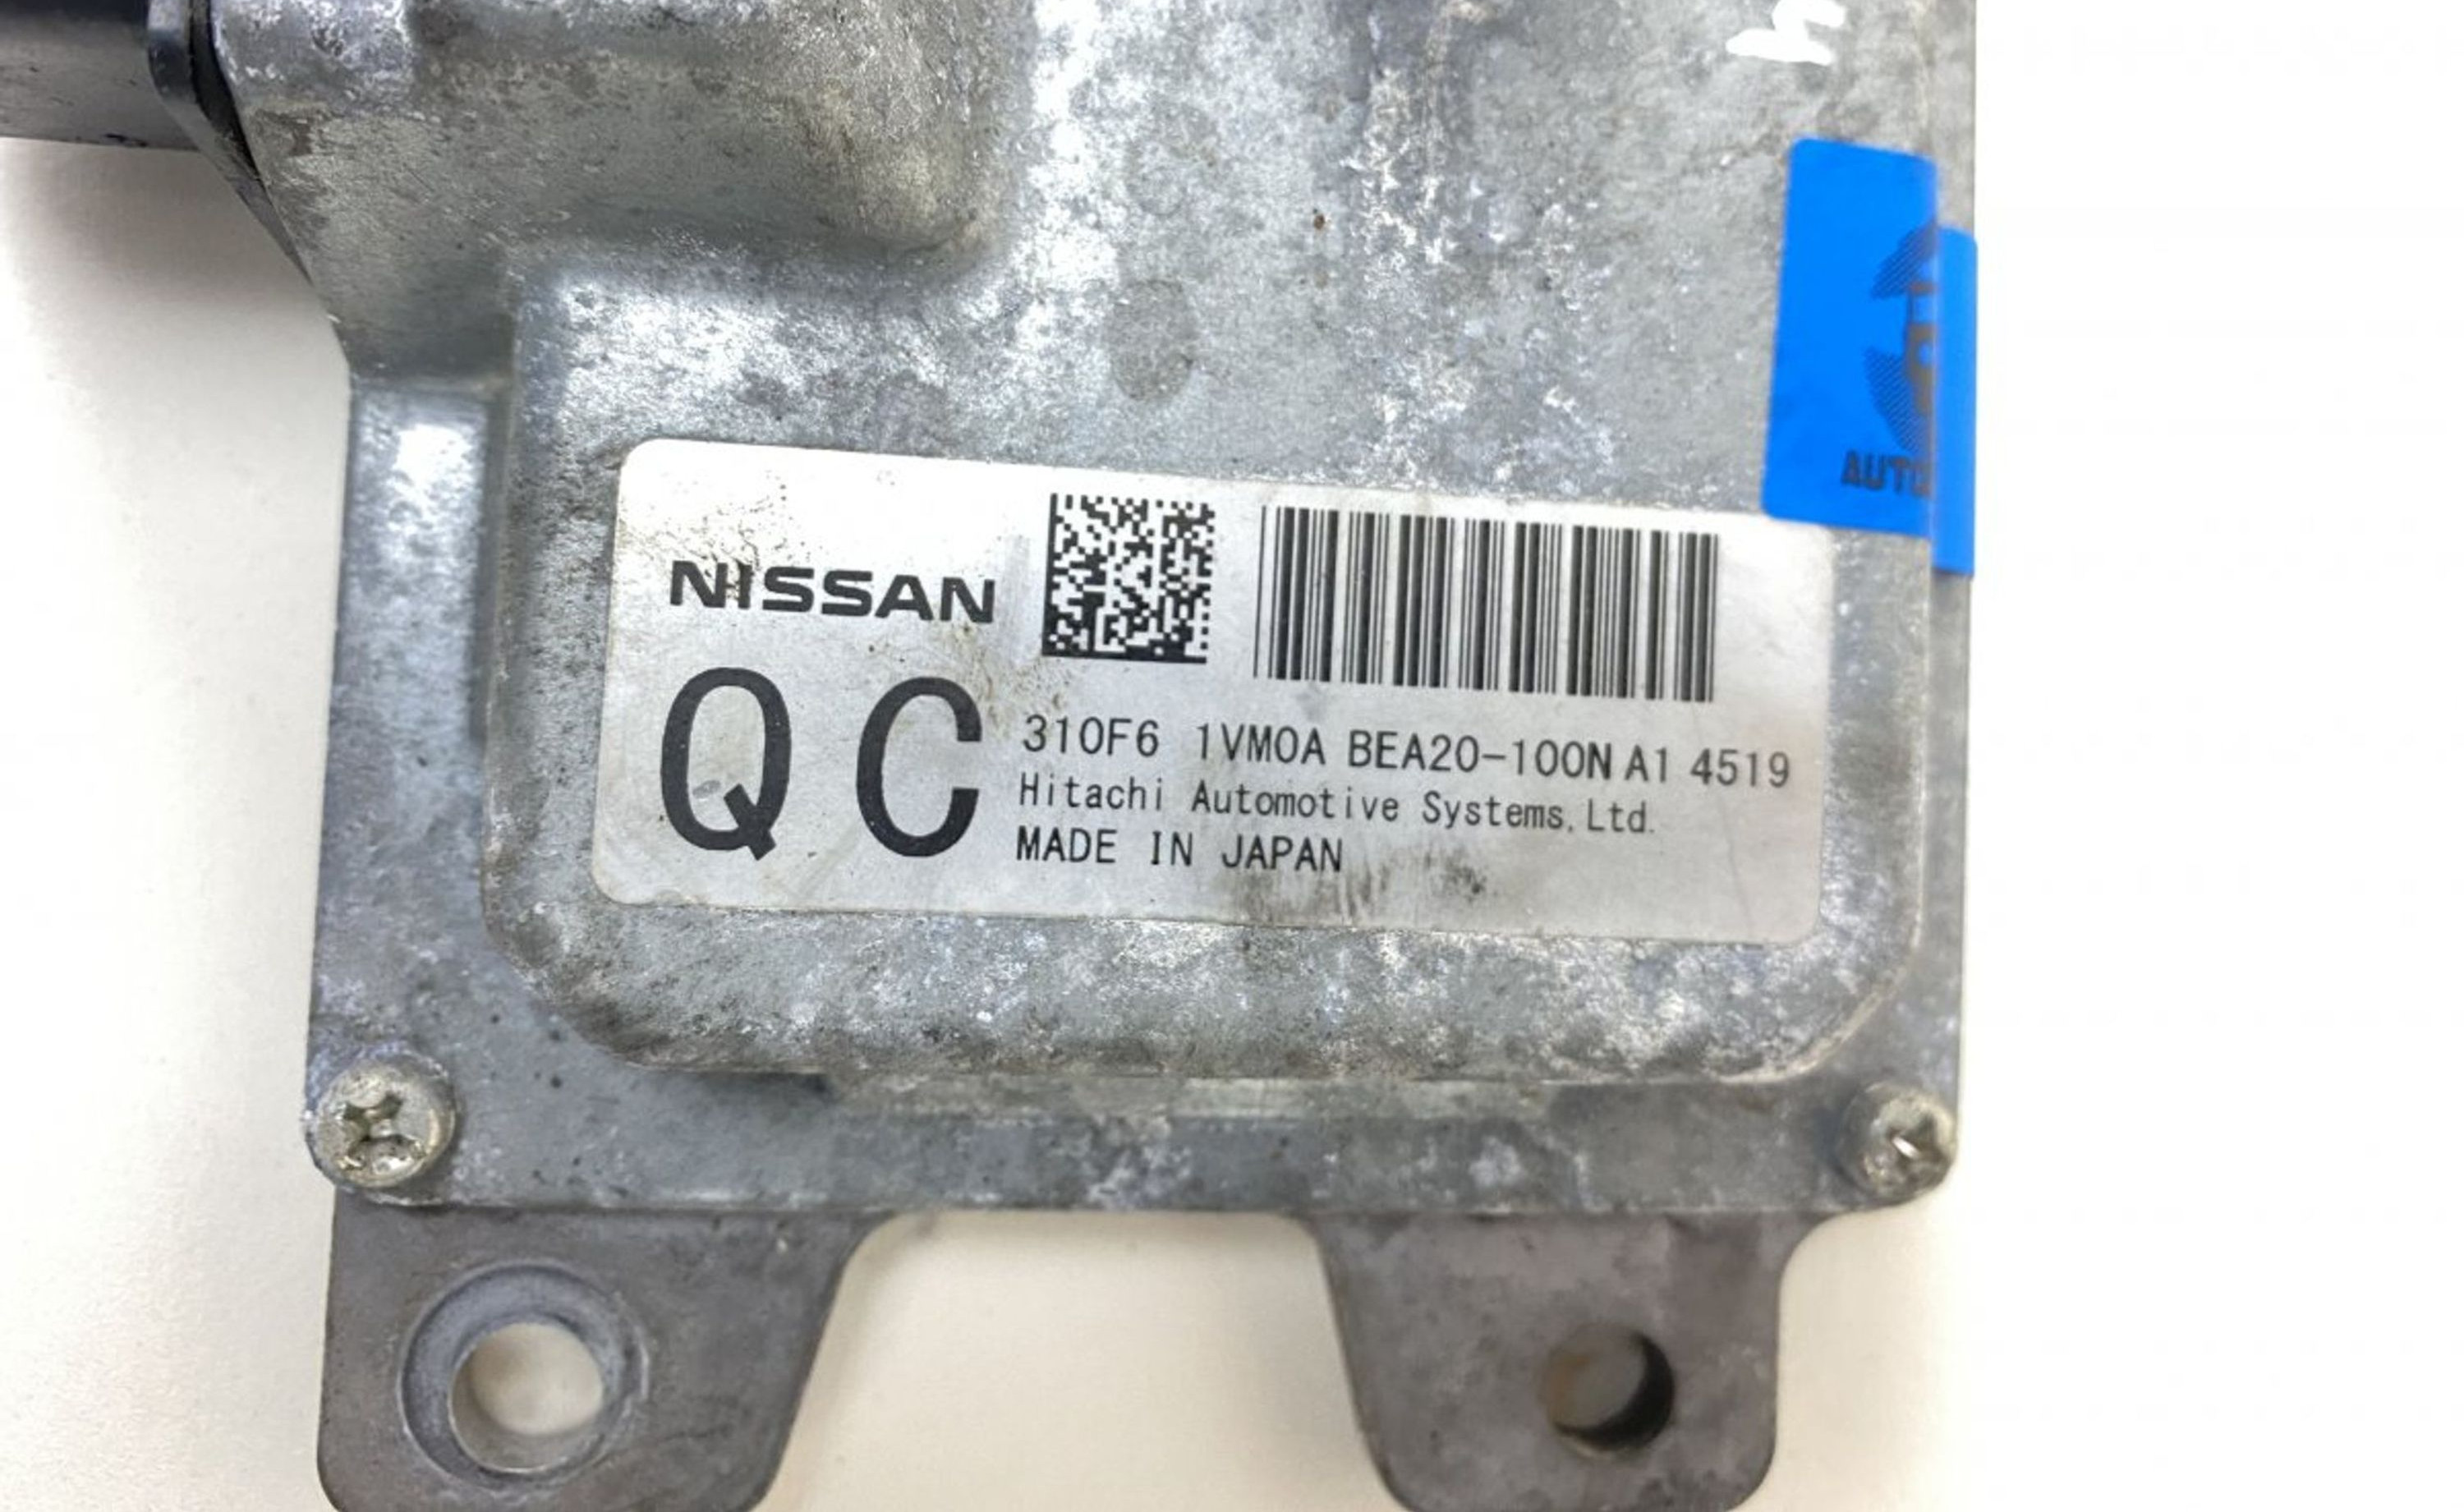 NISSAN
QC
310F6 1VM0A BEA20-100N A1 4519
Hitachi Automotive Systems,Ltd.
MADE IN JAPAN